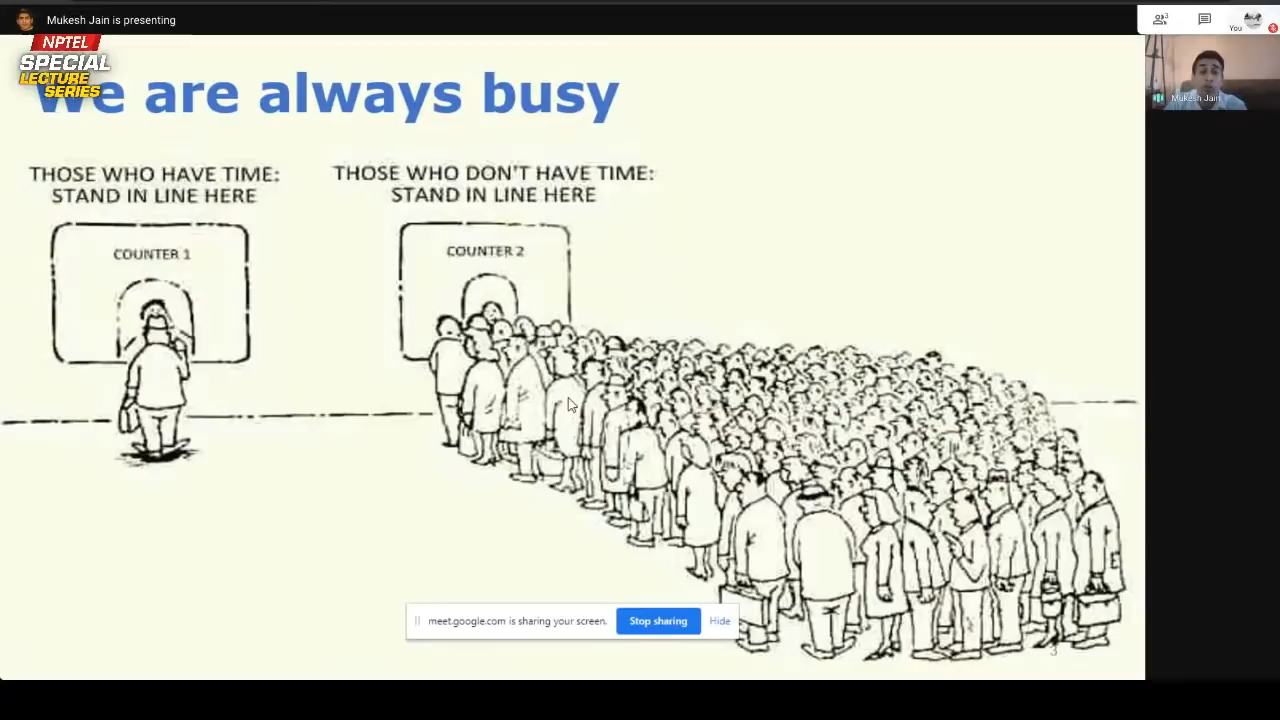 Mukesh Jain is presenting
3
You
NPTEL
SPECIAL
LECTURE
SERIES
We are always busy
Mukesh Jain
THOSE WHO HAVE TIME:
STAND IN LINE HERE
THOSE WHO DON'T HAVE TIME:
STAND IN LINE HERE
COUNTER 1
COUNTER 2
meet.google.com is sharing your screen.
Stop sharing
Hide
3